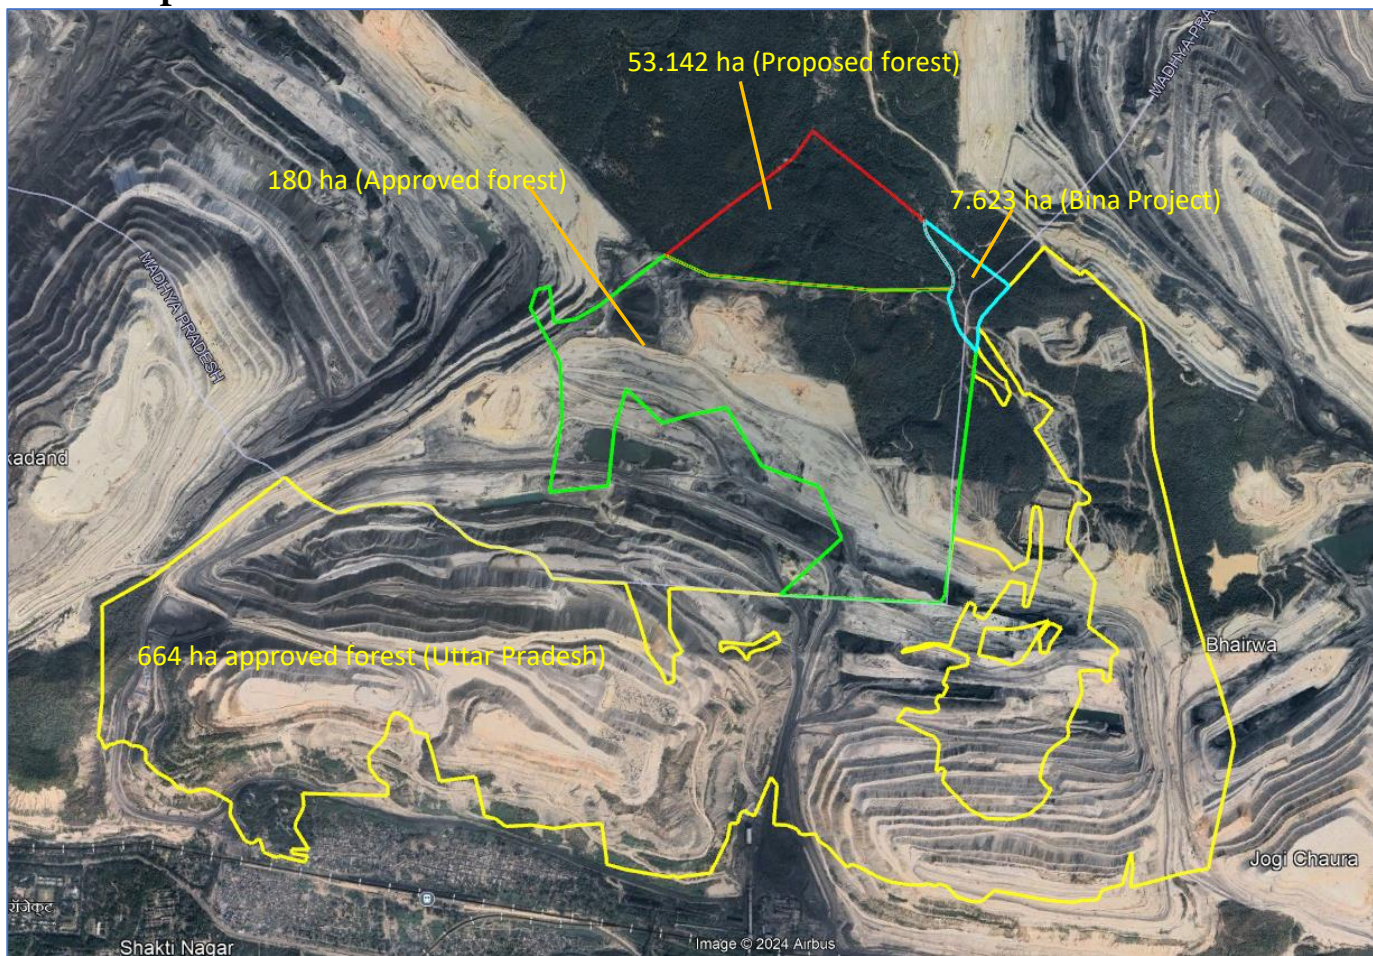 53.142 ha (Proposed forest)
MADHYA PRA
180 ha (Approved forest)
7.623 ha (Bina Project)
MADHYA PRADESH
kadand
664 ha approved forest (Uttar Pradesh)
Bhairwa
Jogi Chaura
रॉजेक्ट
Shakti Nagar
Image © 2024 Airbus